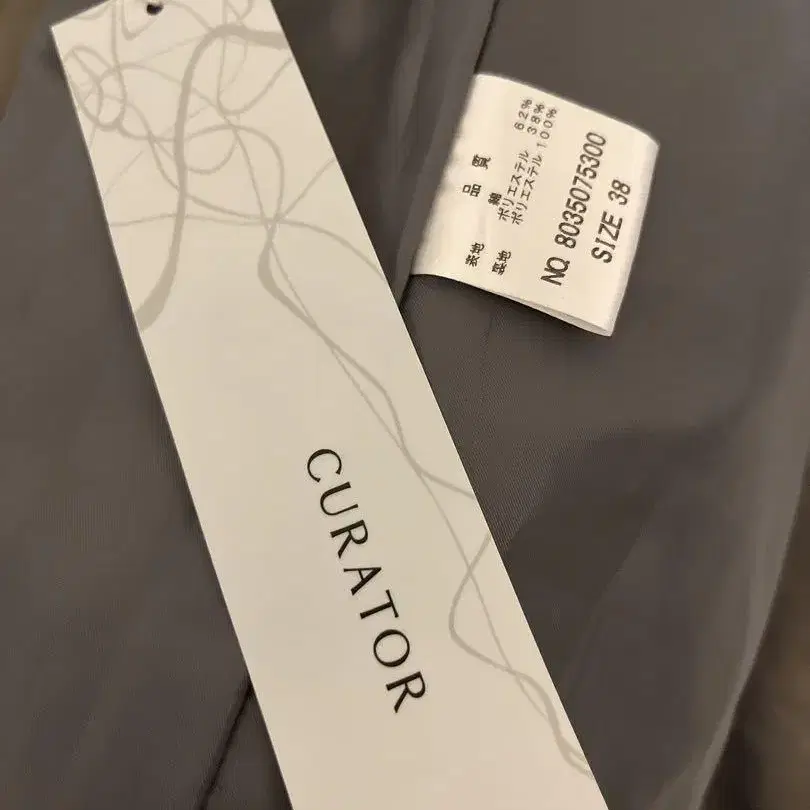 CURATOR
品質
表地 ポリエステル 62%
綿 38%
裏地 ポリエステル 100%
NO. 8035075300
SIZE 38